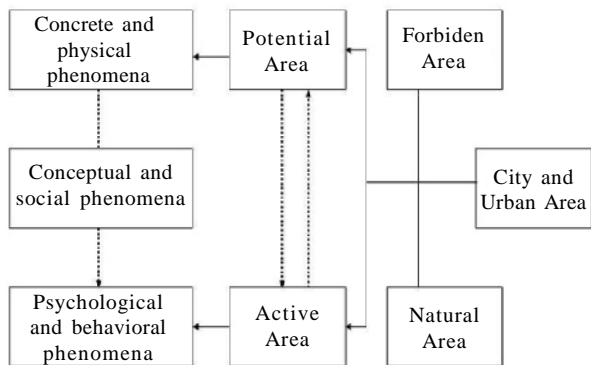 Concrete and
physical
phenomena
Potential
Area
Forbiden
Area
Conceptual and
social phenomena
City and
Urban Area
Psychological
and behavioral
phenomena
Active
Area
Natural
Area